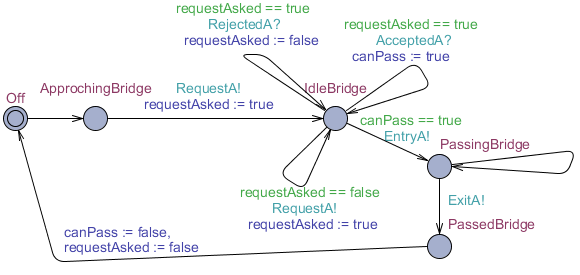 requestAsked == true
RejectedA?
requestAsked := false
requestAsked == true
AcceptedA?
canPass := true
Off
ApprochingBridge
RequestA!
requestAsked := true
IdleBridge
canPass == true
EntryA!
PassingBridge
requestAsked == false
RequestA!
requestAsked := true
ExitA!
PassedBridge
canPass := false,
requestAsked := false